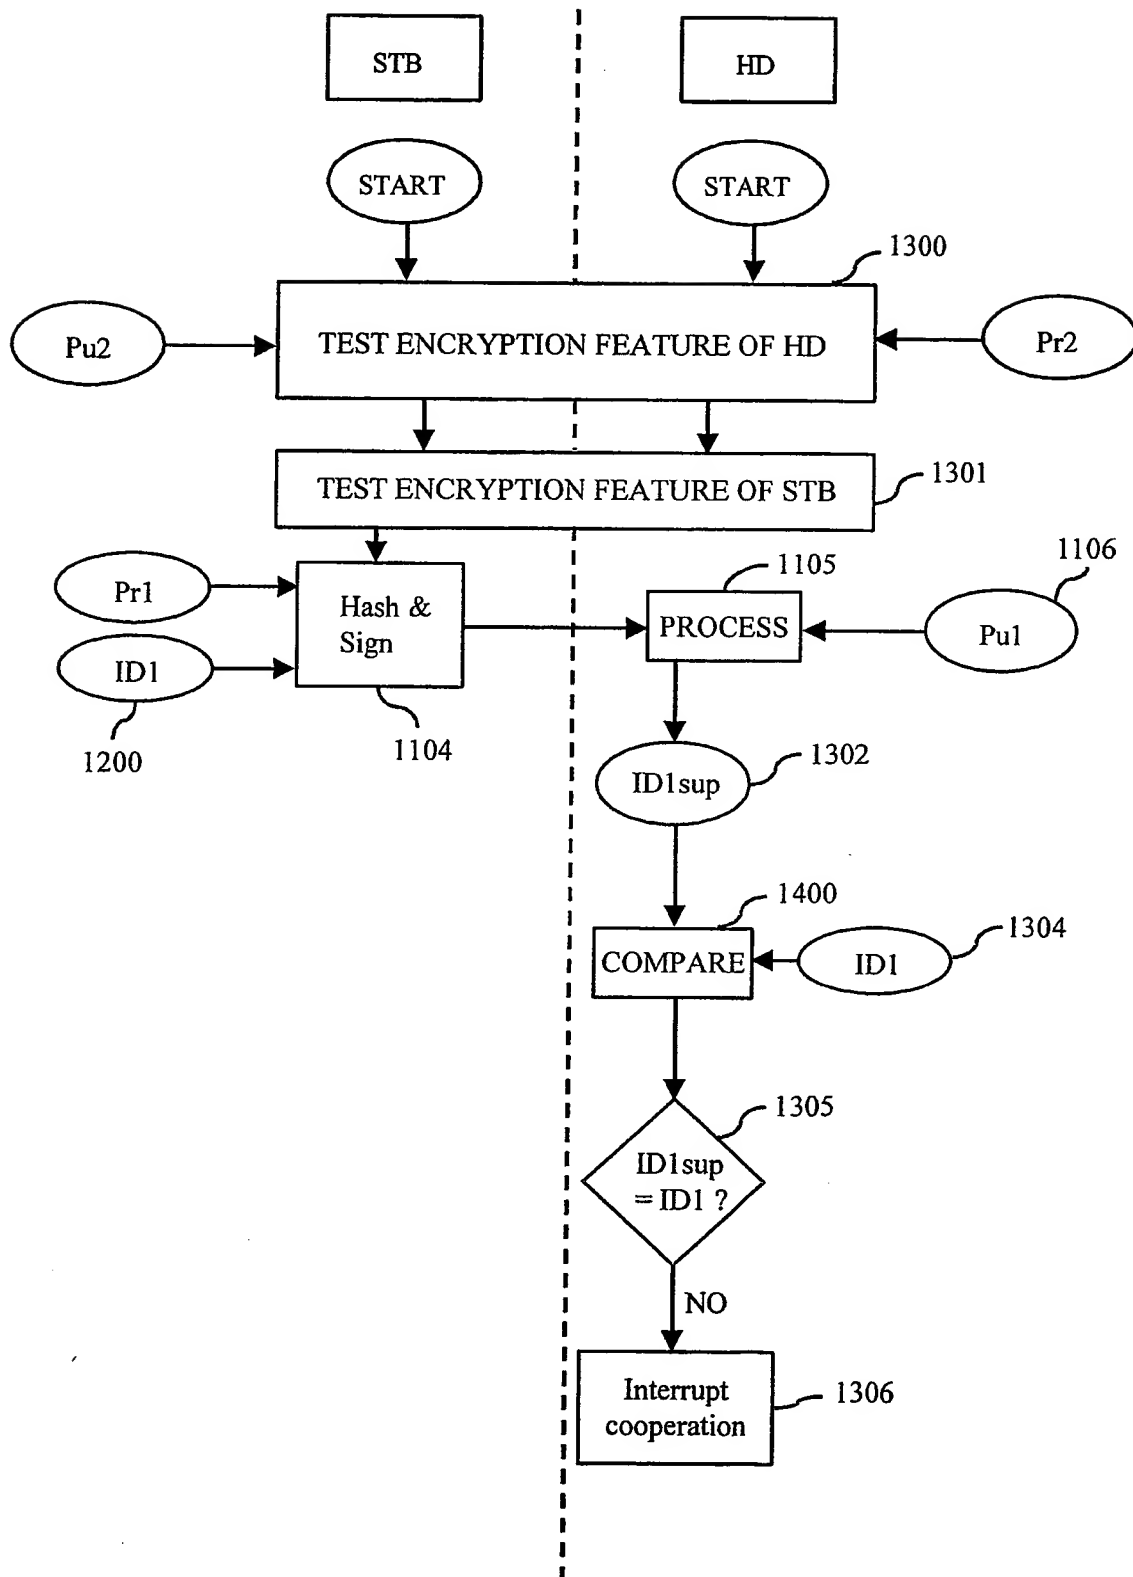 STB
HD
START
START
1300
Pu2
TEST ENCRYPTION FEATURE OF HD
Pr2
TEST ENCRYPTION FEATURE OF STB
1301
1105
1106
Pr1
Hash &
Sign
PROCESS
Pu1
ID1
1200
1104
1302
ID1sup
1400
1304
COMPARE
ID1
1305
ID1sup
= ID1 ?
NO
Interrupt
cooperation
1306